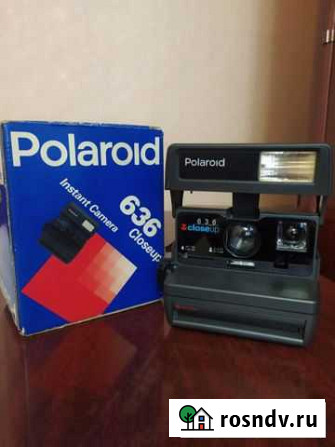 Polaroid
Instant Camera
636
Closeup
Polaroid
636
closeup
rosndv.ru